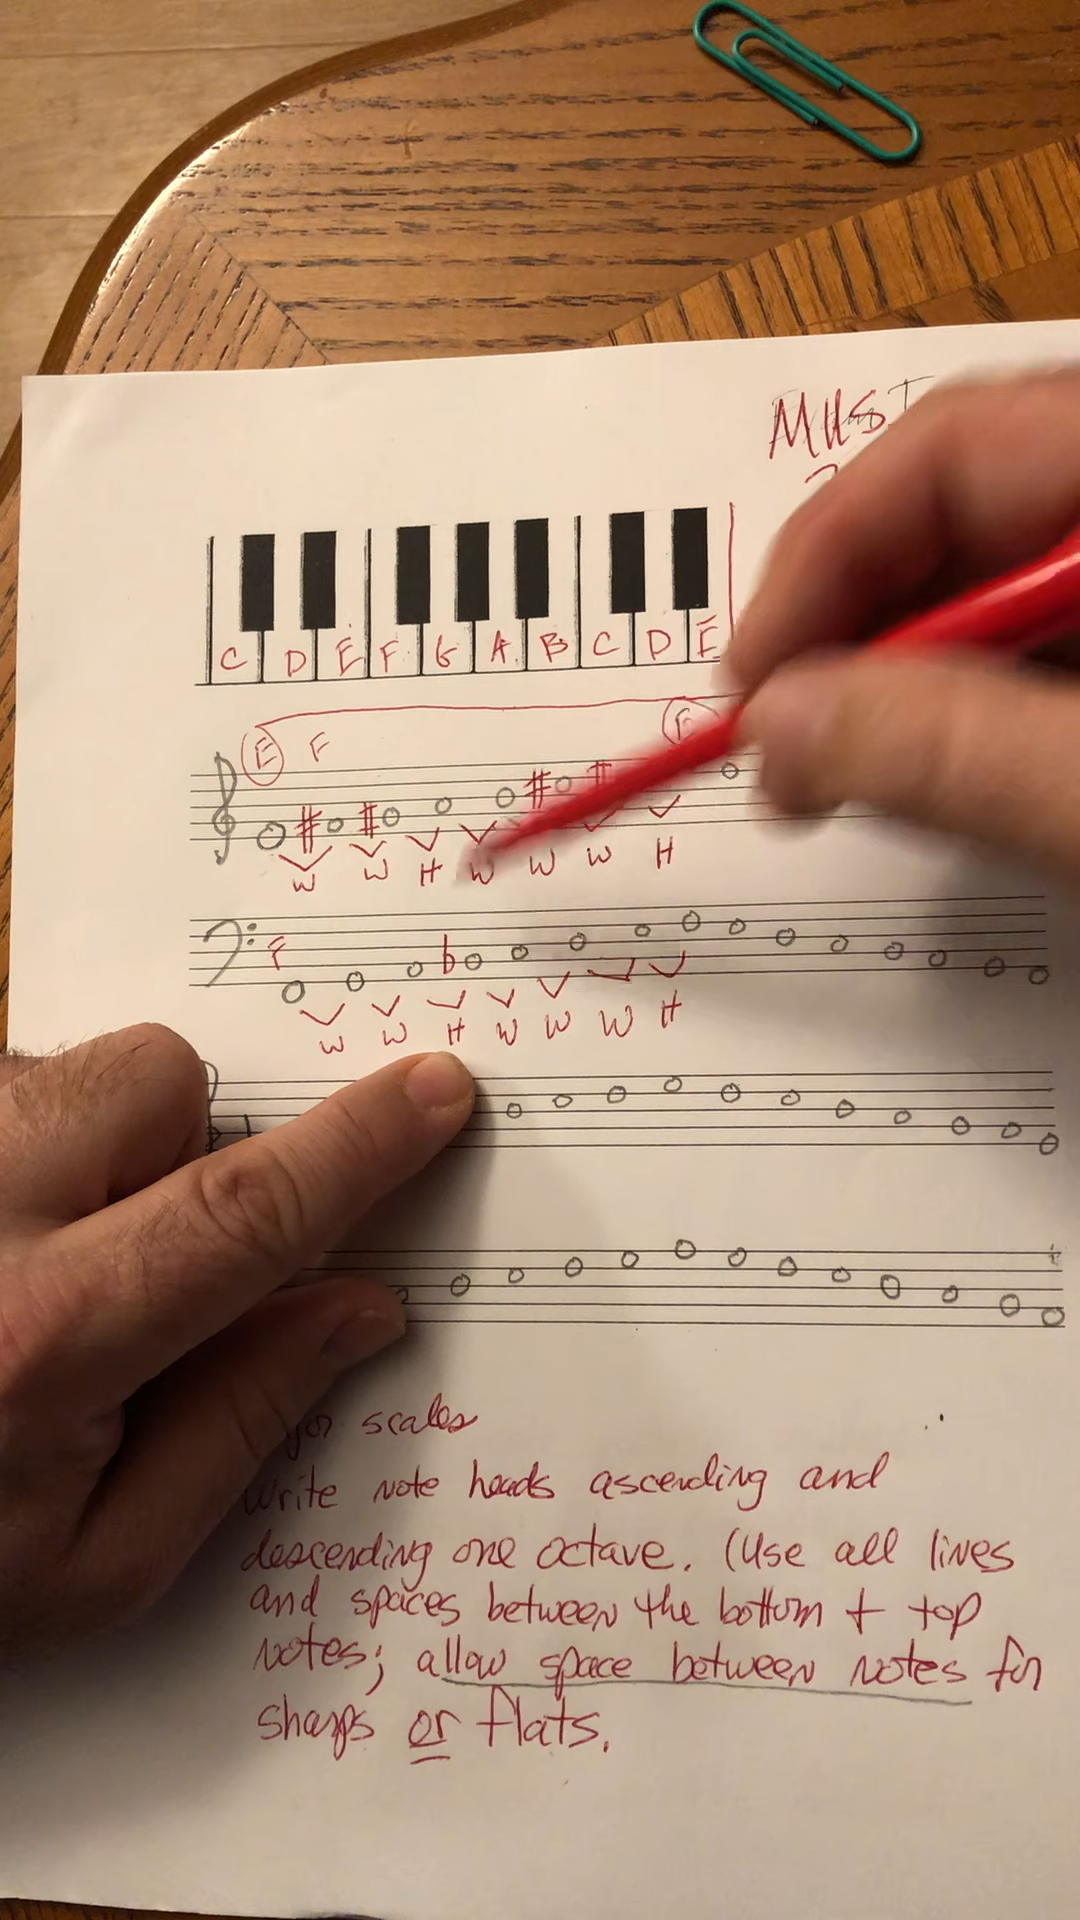 MUS
C D E F G A B C D E
E F E
# # # #
W W H W W W H
F b
W W H W W W H
scales
Write note heads ascending and
descending one octave. (Use all lines
and spaces between the bottom + top
notes; allow space between notes for
sharps or flats.